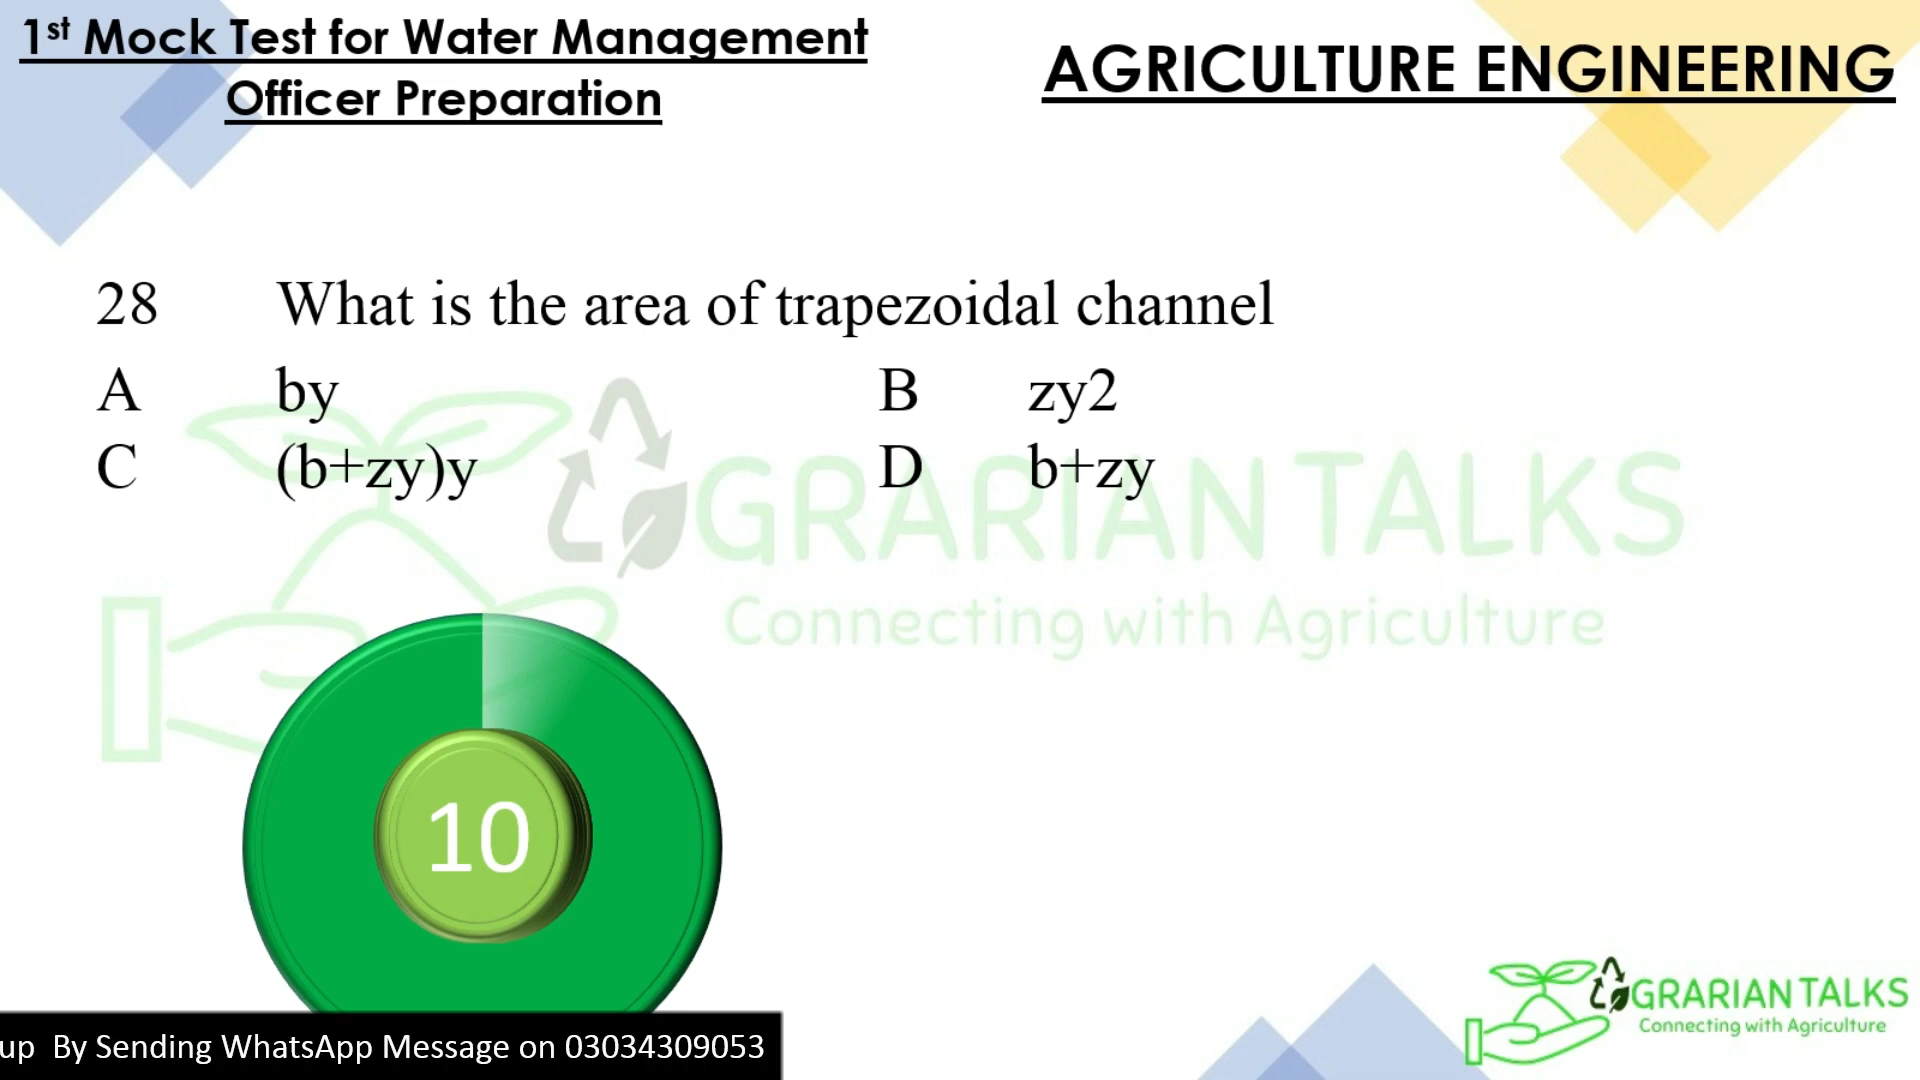 1st Mock Test for Water Management
Officer Preparation
AGRICULTURE ENGINEERING
28 What is the area of trapezoidal channel
A by B zy2
C (b+zy)y D b+zy
GRARIAN TALKS
Connecting with Agriculture
10
GRARIAN TALKS
Connecting with Agriculture
up By Sending WhatsApp Message on 03034309053